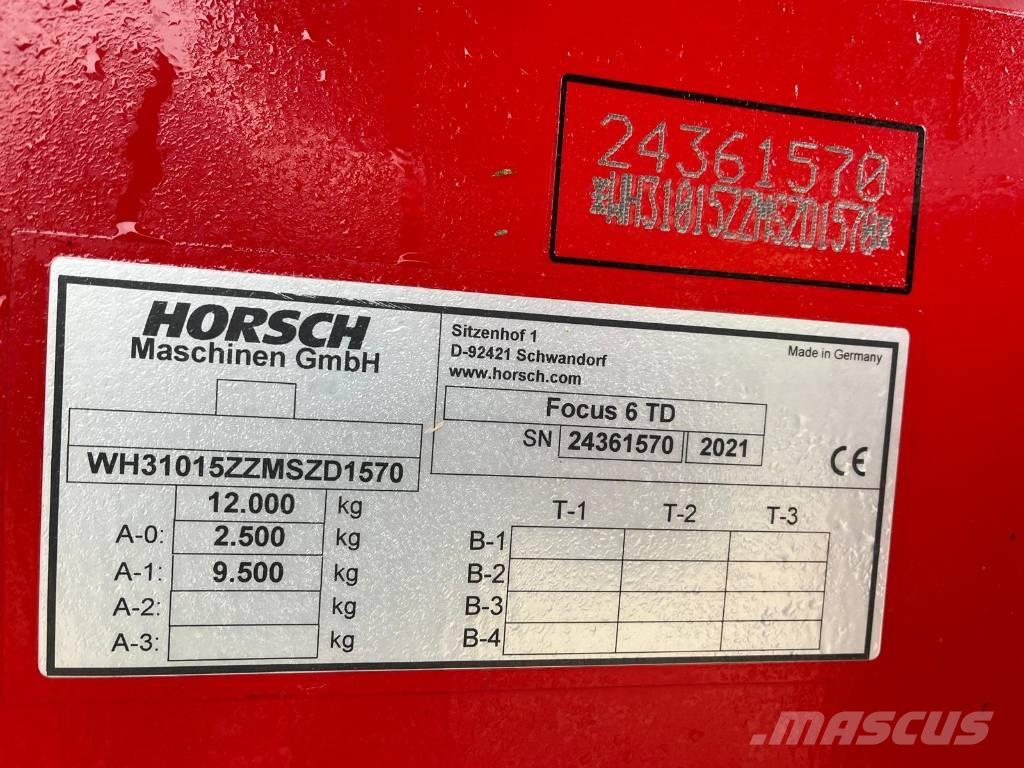 24361570
*WH31015ZZMSZD1570*
HORSCH
Maschinen GmbH
Sitzenhof 1
D-92421 Schwandorf
www.horsch.com
Made in Germany
Focus 6 TD
SN 24361570 2021
CE
WH31015ZZMSZD1570
12.000 kg
A-0: 2.500 kg
A-1: 9.500 kg
A-2: kg
A-3: kg
T-1 T-2 T-3
B-1
B-2
B-3
B-4
MASCUS